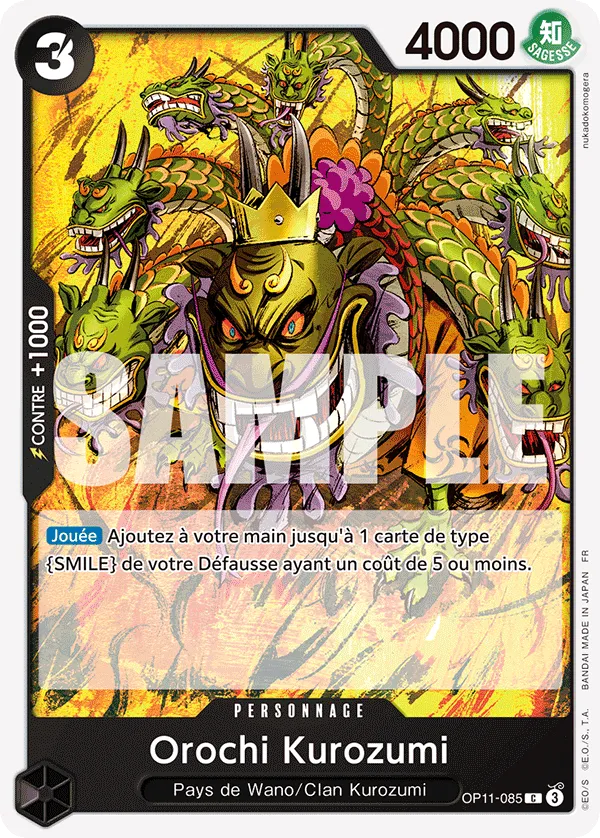 3
4000
知
SAGESSE
nukadokomogera
CONTRE +1000
SAMPLE
Jouée Ajoutez à votre main jusqu'à 1 carte de type
{SMILE} de votre Défausse ayant un coût de 5 ou moins.
©EO/S ©E.O./S., T.A. BANDAI MADE IN JAPAN FR
PERSONNAGE
Orochi Kurozumi
Pays de Wano/Clan Kurozumi
OP11-085 C 3